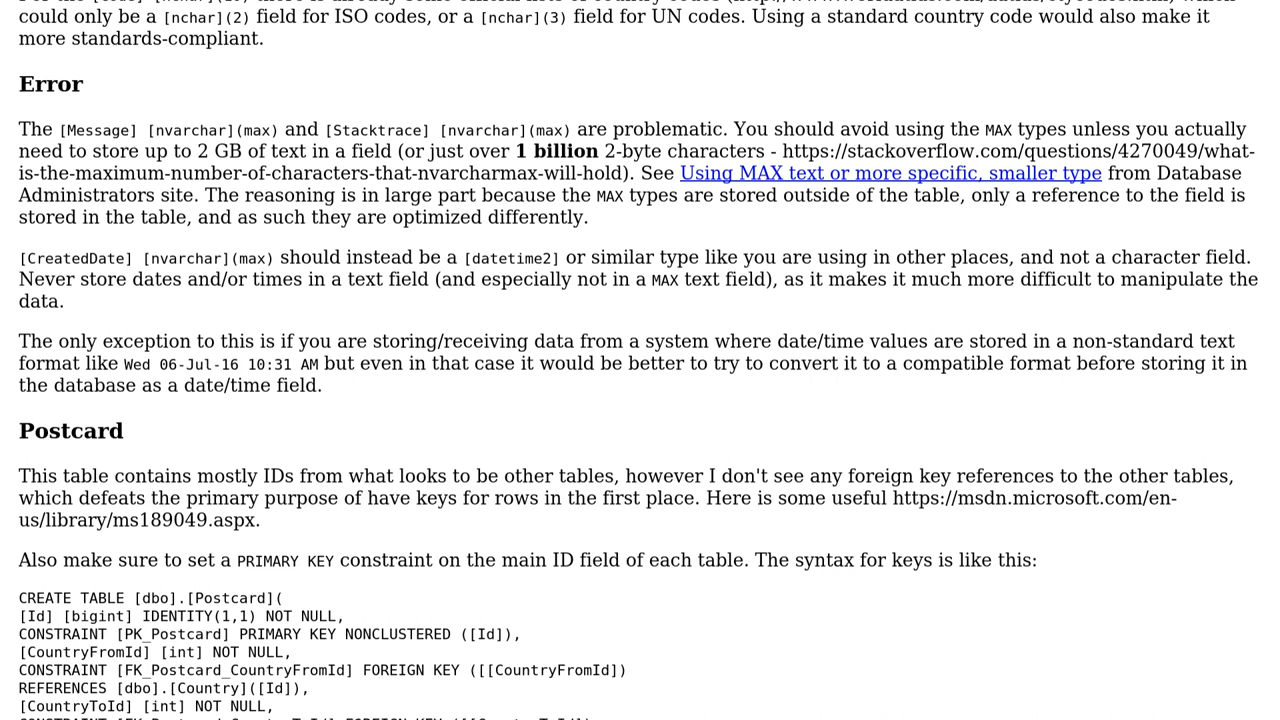 could only be a [nchar](2) field for ISO codes, or a [nchar](3) field for UN codes. Using a standard country code would also make it
more standards-compliant.
Error
The [Message] [nvarchar](max) and [Stacktrace] [nvarchar](max) are problematic. You should avoid using the MAX types unless you actually
need to store up to 2 GB of text in a field (or just over 1 billion 2-byte characters - https://stackoverflow.com/questions/4270049/what-
is-the-maximum-number-of-characters-that-nvarcharmax-will-hold). See Using MAX text or more specific, smaller type from Database
Administrators site. The reasoning is in large part because the MAX types are stored outside of the table, only a reference to the field is
stored in the table, and as such they are optimized differently.
[CreatedDate] [nvarchar](max) should instead be a [datetime2] or similar type like you are using in other places, and not a character field.
Never store dates and/or times in a text field (and especially not in a MAX text field), as it makes it much more difficult to manipulate the
data.
The only exception to this is if you are storing/receiving data from a system where date/time values are stored in a non-standard text
format like Wed 06-Jul-16 10:31 AM but even in that case it would be better to try to convert it to a compatible format before storing it in
the database as a date/time field.
Postcard
This table contains mostly IDs from what looks to be other tables, however I don't see any foreign key references to the other tables,
which defeats the primary purpose of have keys for rows in the first place. Here is some useful https://msdn.microsoft.com/en-
us/library/ms189049.aspx.
Also make sure to set a PRIMARY KEY constraint on the main ID field of each table. The syntax for keys is like this:
CREATE TABLE [dbo].[Postcard](
[Id] [bigint] IDENTITY(1,1) NOT NULL,
CONSTRAINT [PK_Postcard] PRIMARY KEY NONCLUSTERED ([Id]),
[CountryFromId] [int] NOT NULL,
CONSTRAINT [FK_Postcard_CountryFromId] FOREIGN KEY ([[CountryFromId])
REFERENCES [dbo].[Country]([Id]),
[CountryToId] [int] NOT NULL,